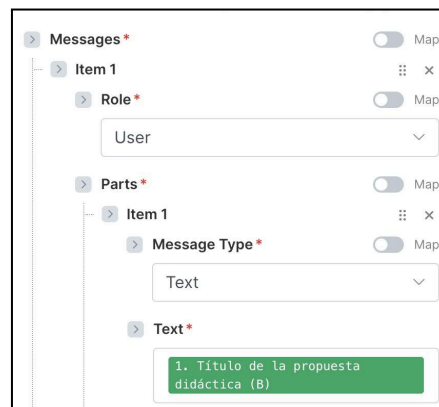 Messages * Map
Item 1
Role * Map
User
Parts * Map
Item 1
Message Type * Map
Text
Text *
1. Título de la propuesta
didáctica (B)